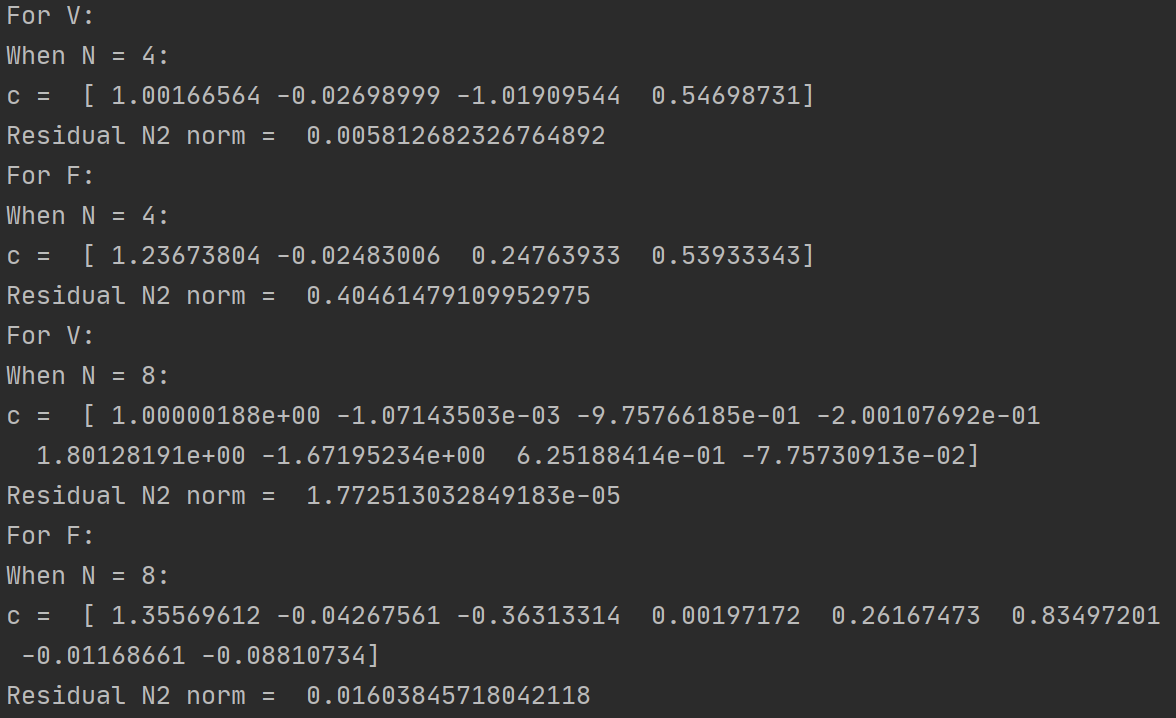 For V:
When N = 4:
c =  [ 1.00166564 -0.02698999 -1.01909544  0.54698731]
Residual N2 norm =  0.005812682326764892
For F:
When N = 4:
c =  [ 1.23673804 -0.02483006  0.24763933  0.53933343]
Residual N2 norm =  0.40461479109952975
For V:
When N = 8:
c =  [ 1.00000188e+00 -1.07143503e-03 -9.75766185e-01 -2.00107692e-01
  1.80128191e+00 -1.67195234e+00  6.25188414e-01 -7.75730913e-02]
Residual N2 norm =  1.772513032849183e-05
For F:
When N = 8:
c =  [ 1.35569612 -0.04267561 -0.36313314  0.00197172  0.26167473  0.83497201
 -0.01168661 -0.08810734]
Residual N2 norm =  0.01603845718042118